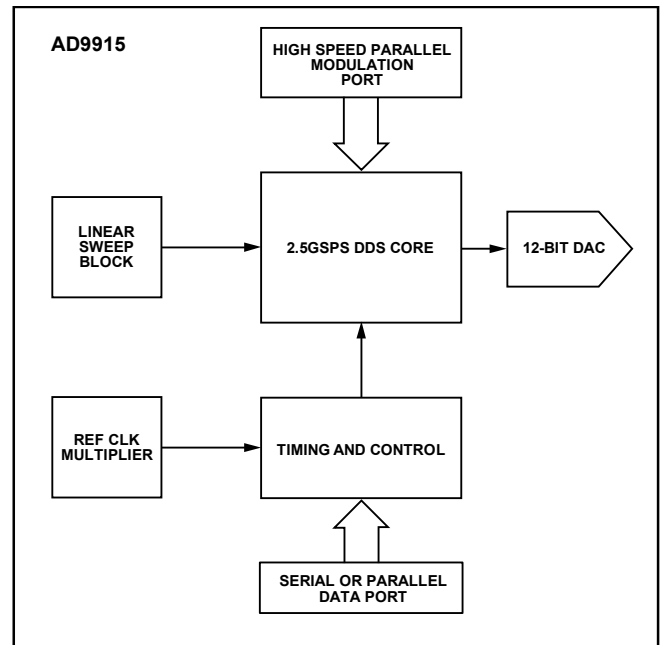 AD9915
HIGH SPEED PARALLEL
MODULATION
PORT
LINEAR
SWEEP
BLOCK
2.5GSPS DDS CORE
12-BIT DAC
REF CLK
MULTIPLIER
TIMING AND CONTROL
SERIAL OR PARALLEL
DATA PORT